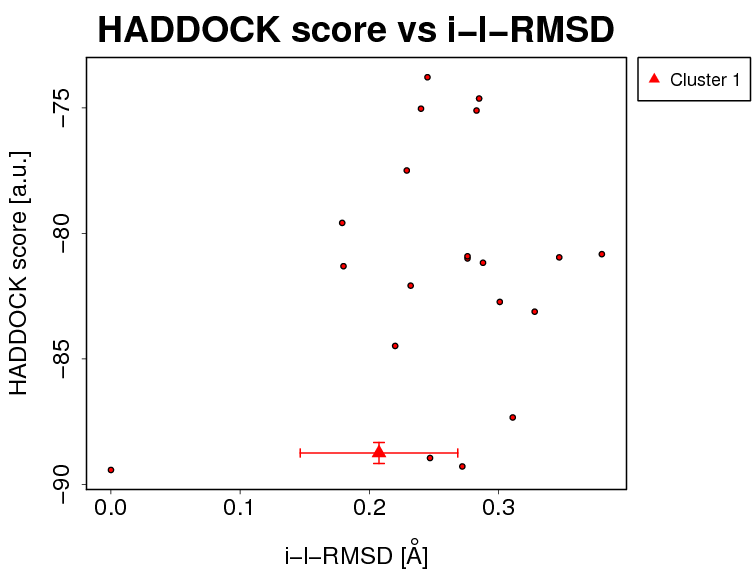 HADDOCK score vs i−l−RMSD
Cluster 1
HADDOCK score [a.u.]
−75
−80
−85
−90
0.0 0.1 0.2 0.3
i−l−RMSD [Å]